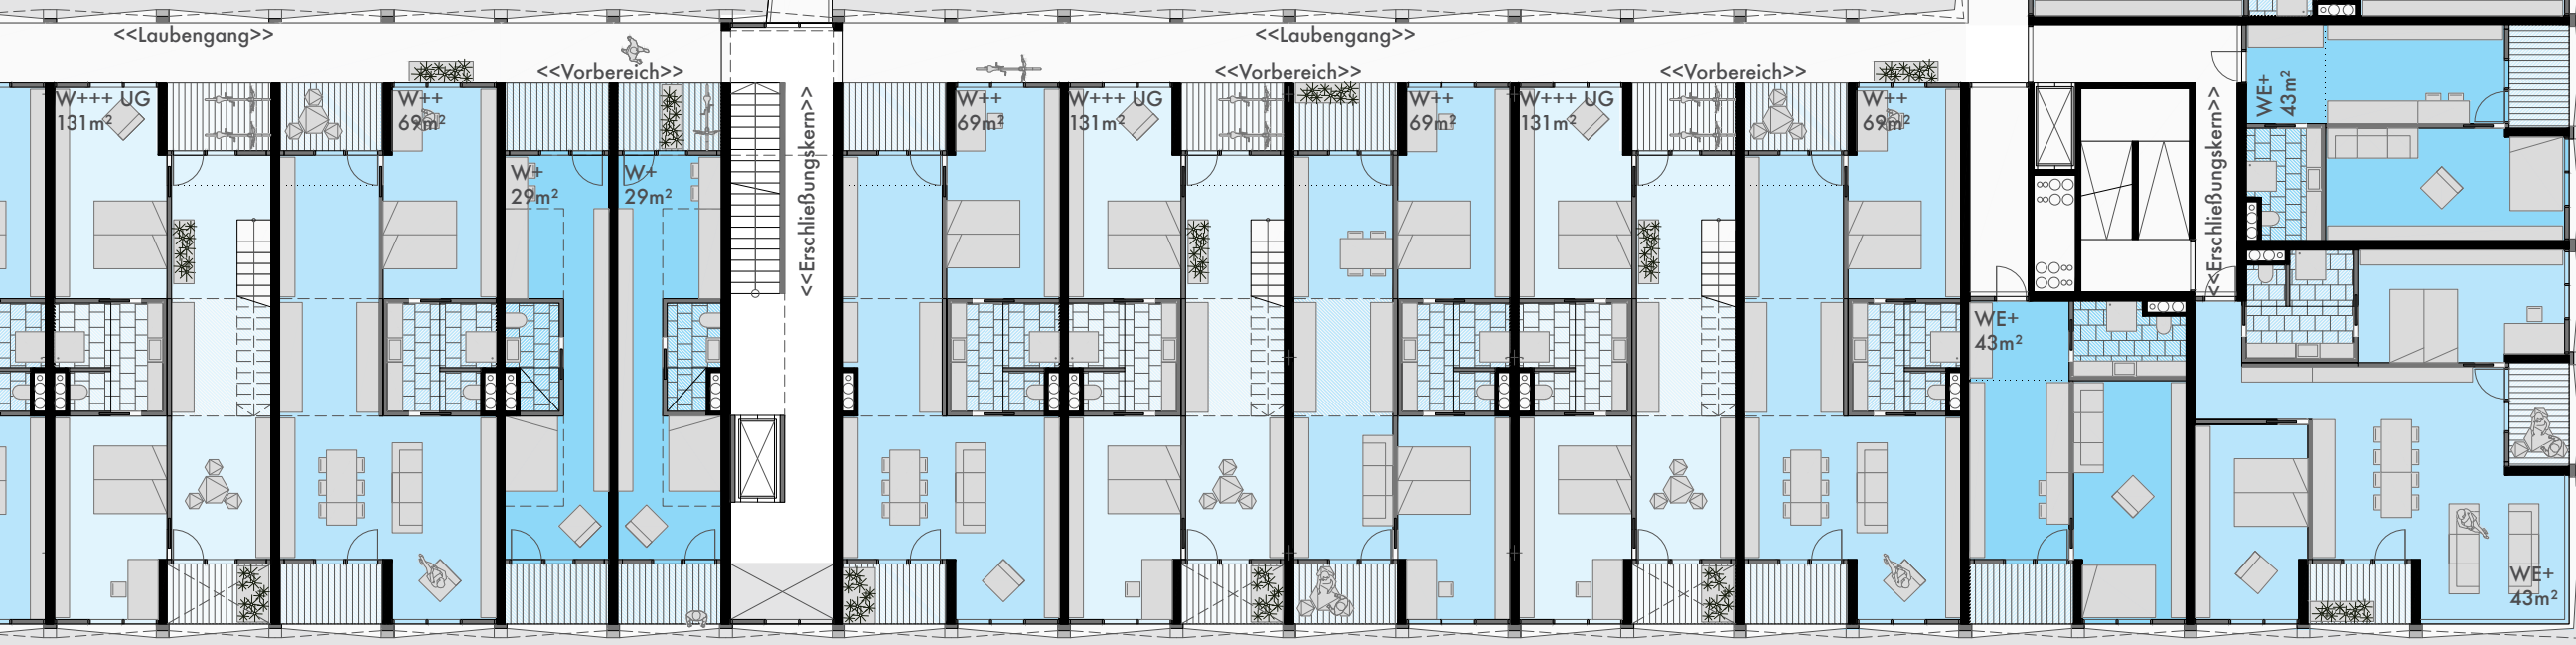 <<Laubengang>>
<<Laubengang>>
<<Vorbereich>>
<<Vorbereich>>
<<Vorbereich>>
W+++ UG
131m²
W++
69m²
W++
69m²
W+++ UG
131m²
W++
69m²
W+++ UG
131m²
W++
69m²
WE+
43m²
W+
29m²
W+
29m²
<<Erschließungskern>>
<<Erschließungskern>>
WE+
43m²
WE+
43m²